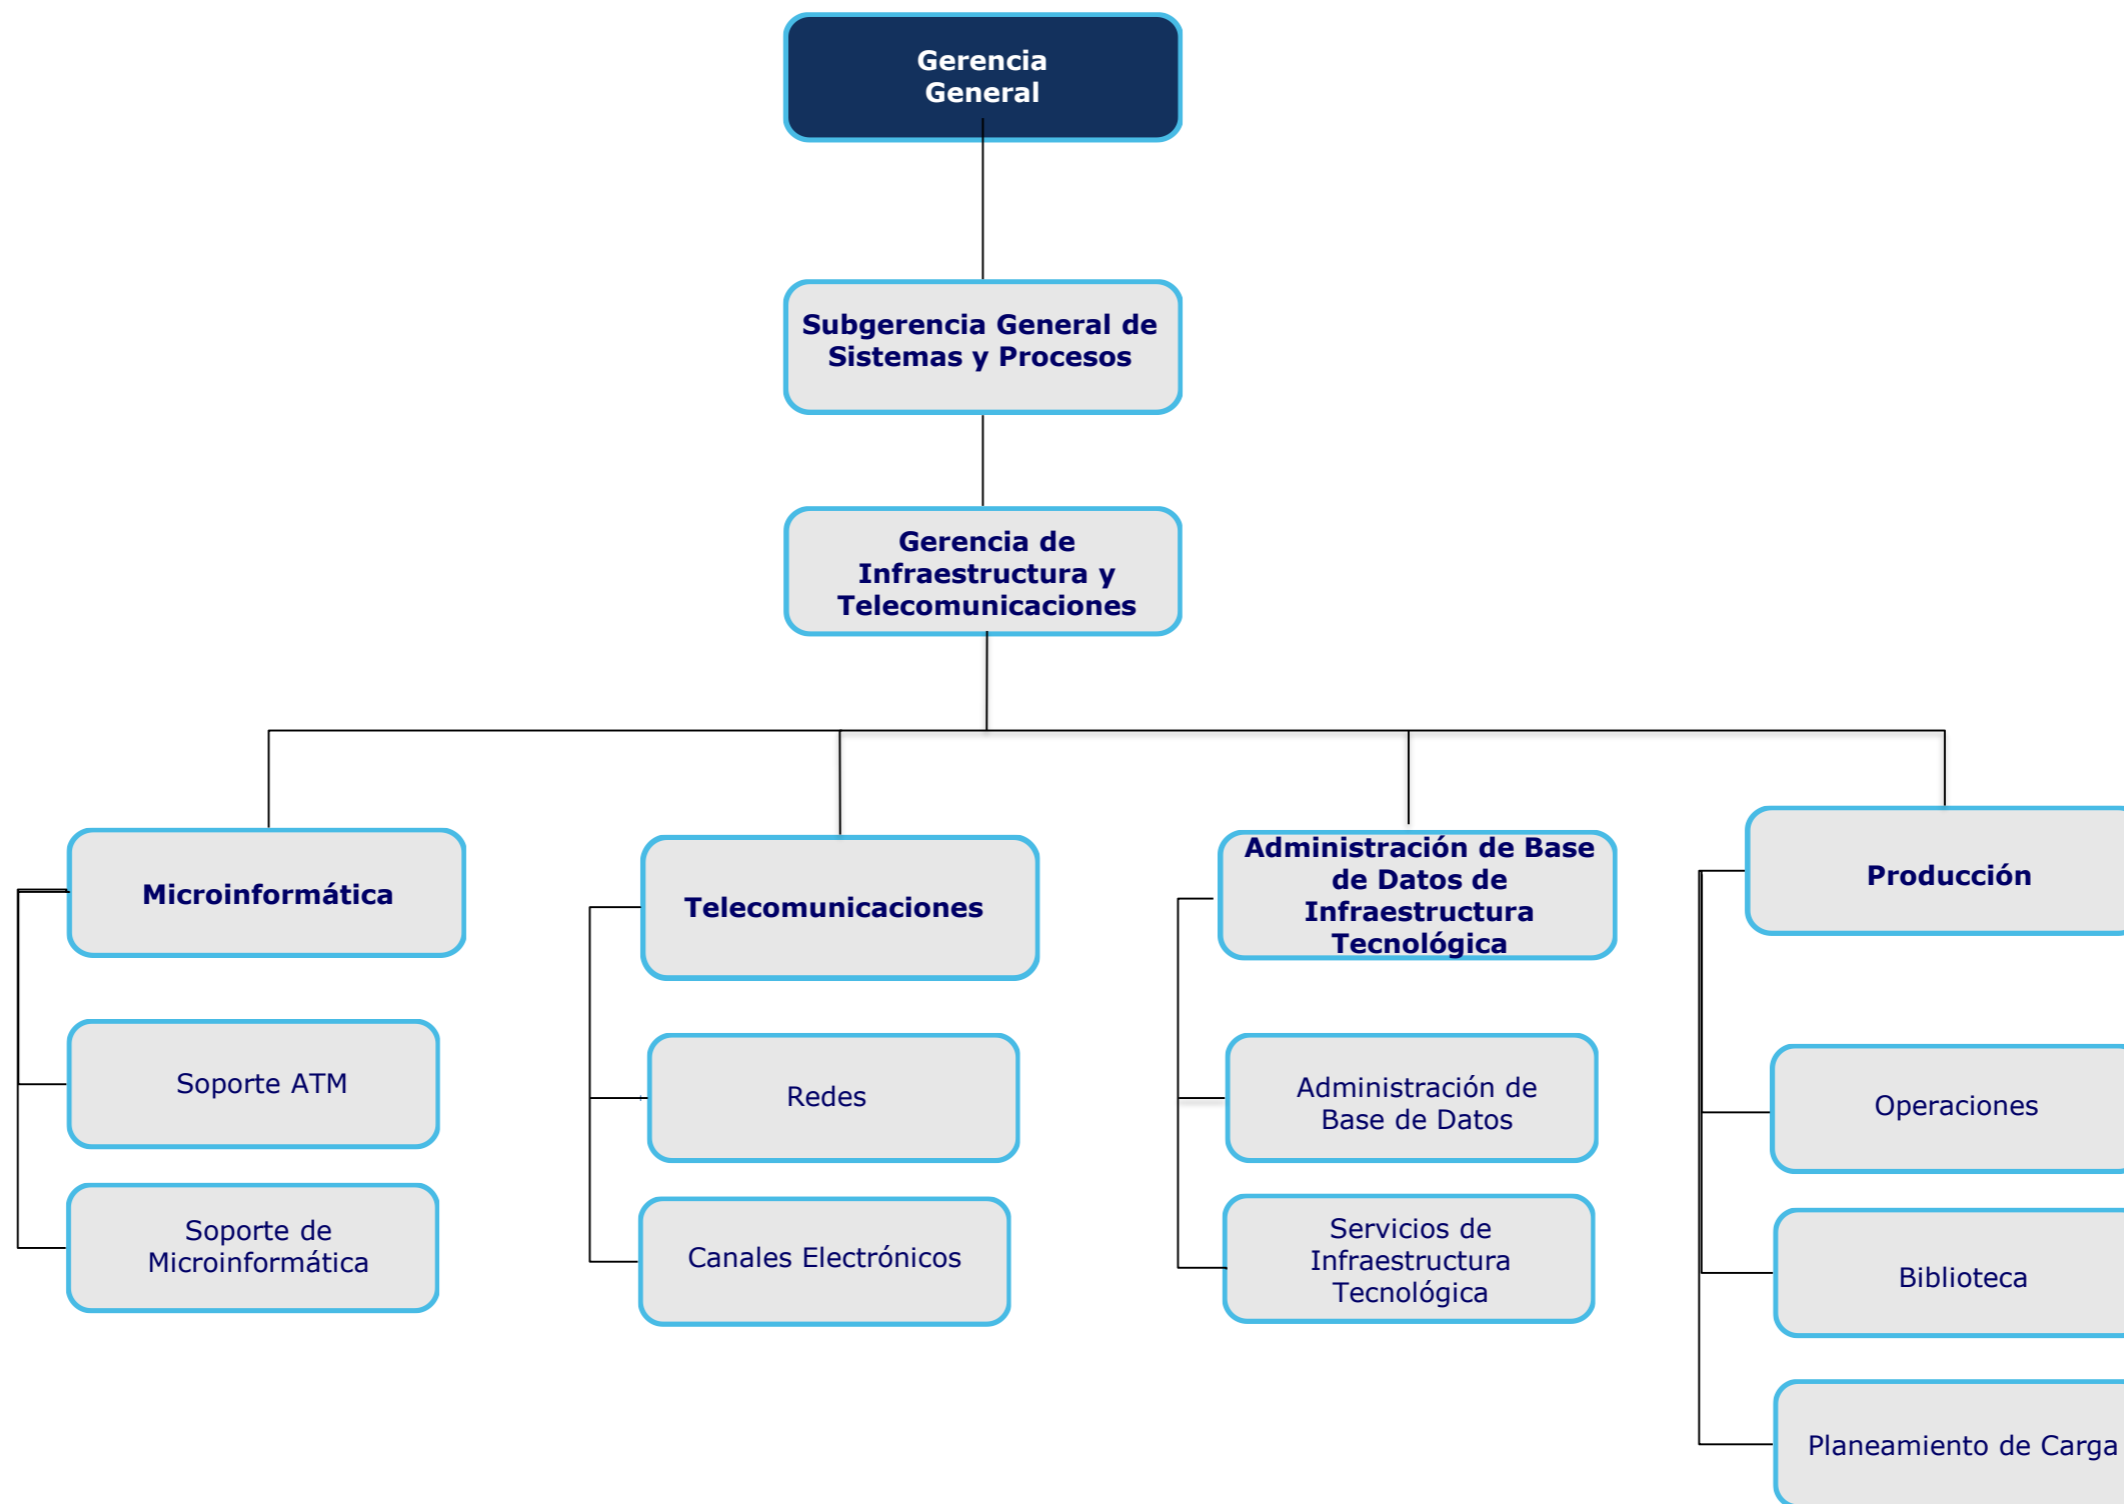 Gerencia
General
Subgerencia General de
Sistemas y Procesos
Gerencia de
Infraestructura y
Telecomunicaciones
Microinformática
Telecomunicaciones
Administración de Base
de Datos de
Infraestructura
Tecnológica
Producción
Soporte ATM
Redes
Administración de
Base de Datos
Operaciones
Soporte de
Microinformática
Canales Electrónicos
Servicios de
Infraestructura
Tecnológica
Biblioteca
Planeamiento de Carga